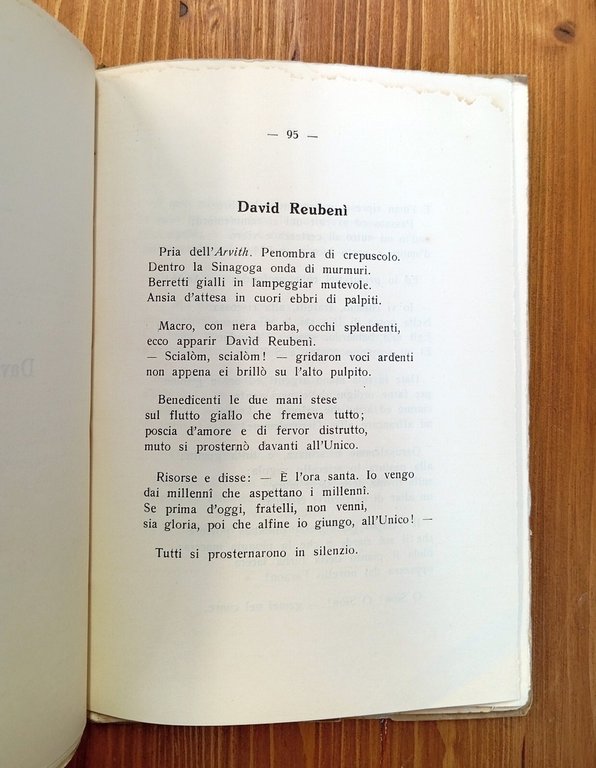 — 95 —
David Reubenì
Pria dell'Arvith. Penombra di crepuscolo.
Dentro la Sinagoga onda di murmuri.
Berretti gialli in lampeggiar mutevole.
Ansia d'attesa in cuori ebbri di palpiti.
Macro, con nera barba, occhi splendenti,
ecco apparir Davìd Reubenì.
— Scialòm, scialòm! — gridaron voci ardenti
non appena ei brillò su l'alto pulpito.
Benedicenti le due mani stese
sul flutto giallo che fremeva tutto;
poscia d'amore e di fervor distrutto,
muto si prosternò davanti all'Unico.
Risorse e disse: — È l'ora santa. Io vengo
dai millennî che aspettano i millennî.
Se prima d'oggi, fratelli, non venni,
sia gloria, poi che alfine io giungo, all'Unico! —
Tutti si prosternarono in silenzio.